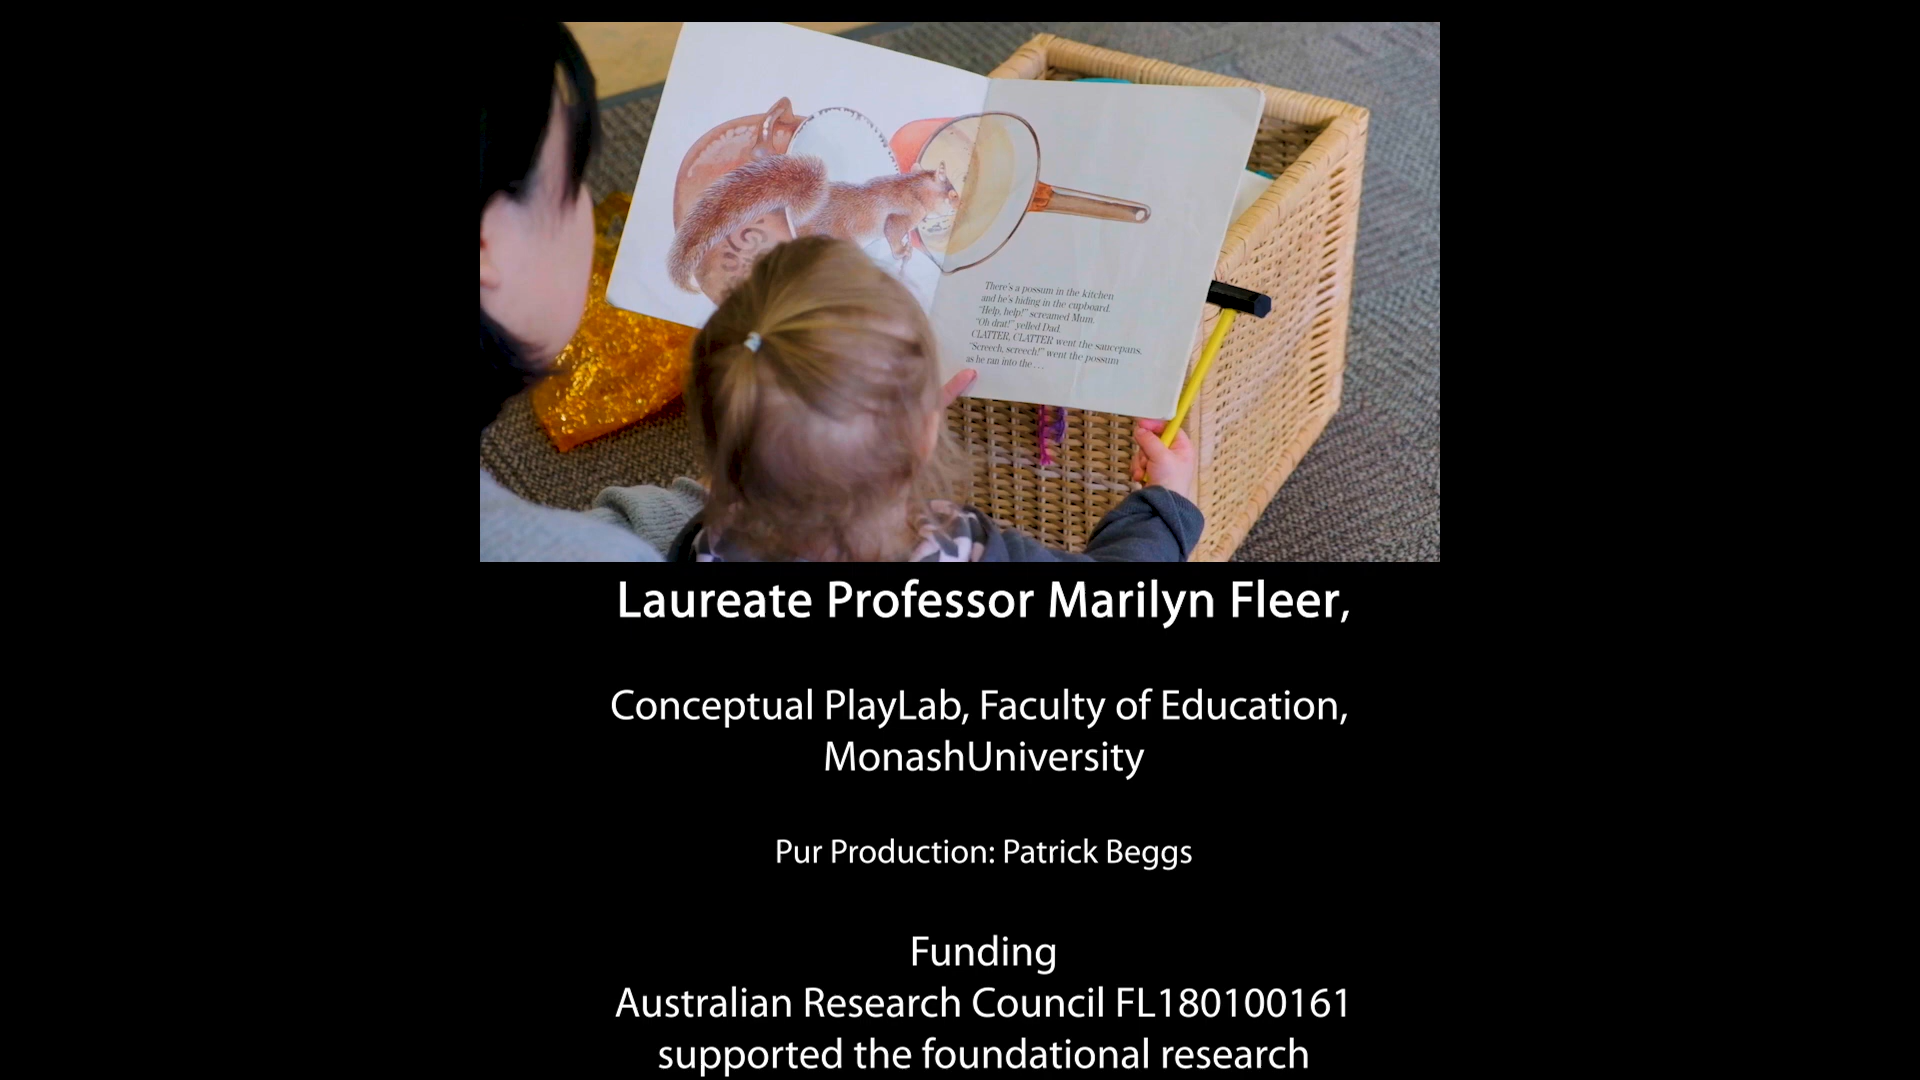 There's a possum in the kitchen
and he's hiding in the cupboard.
"Help, help!" screamed Mum.
"Oh drat!" yelled Dad.
CLATTER, CLATTER went the saucepans.
"Screech, screech!" went the possum
as he ran into the . . .
Laureate Professor Marilyn Fleer,
Conceptual PlayLab, Faculty of Education,
MonashUniversity
Pur Production: Patrick Beggs
Funding
Australian Research Council FL180100161
supported the foundational research